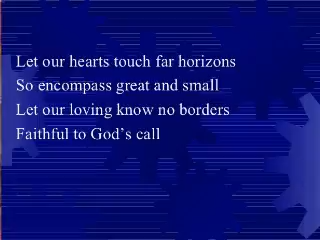 Let our hearts touch far horizons
So encompass great and small
Let our loving know no borders
Faithful to God's call